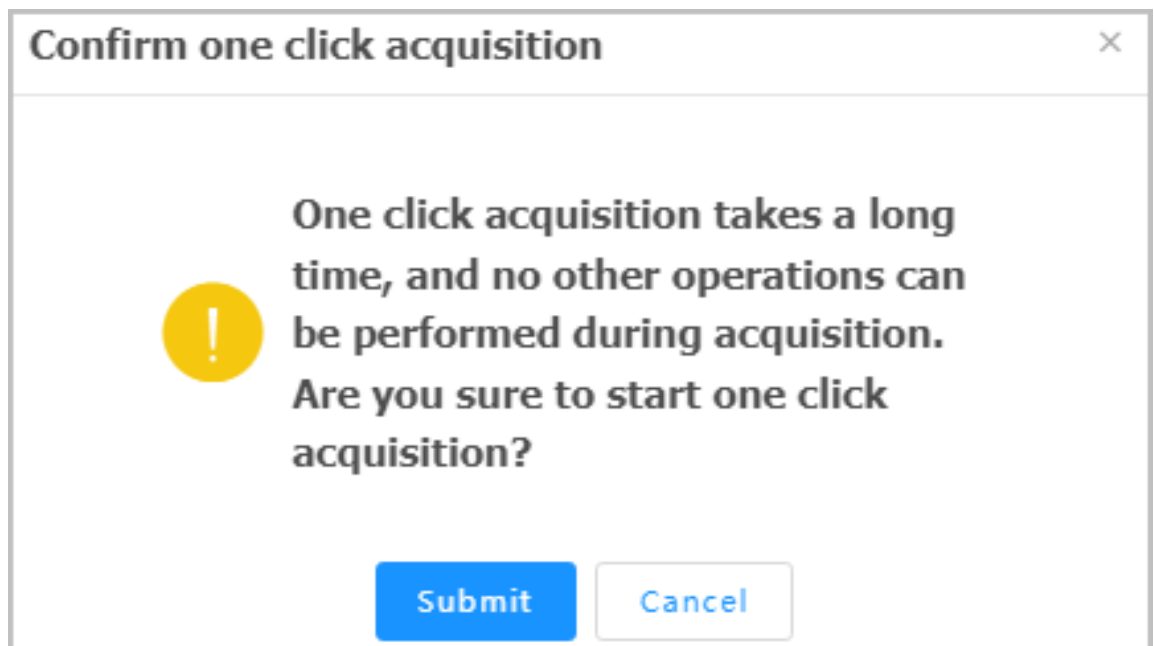 Confirm one click acquisition
One click acquisition takes a long
time, and no other operations can
be performed during acquisition.
Are you sure to start one click
acquisition?
Submit Cancel